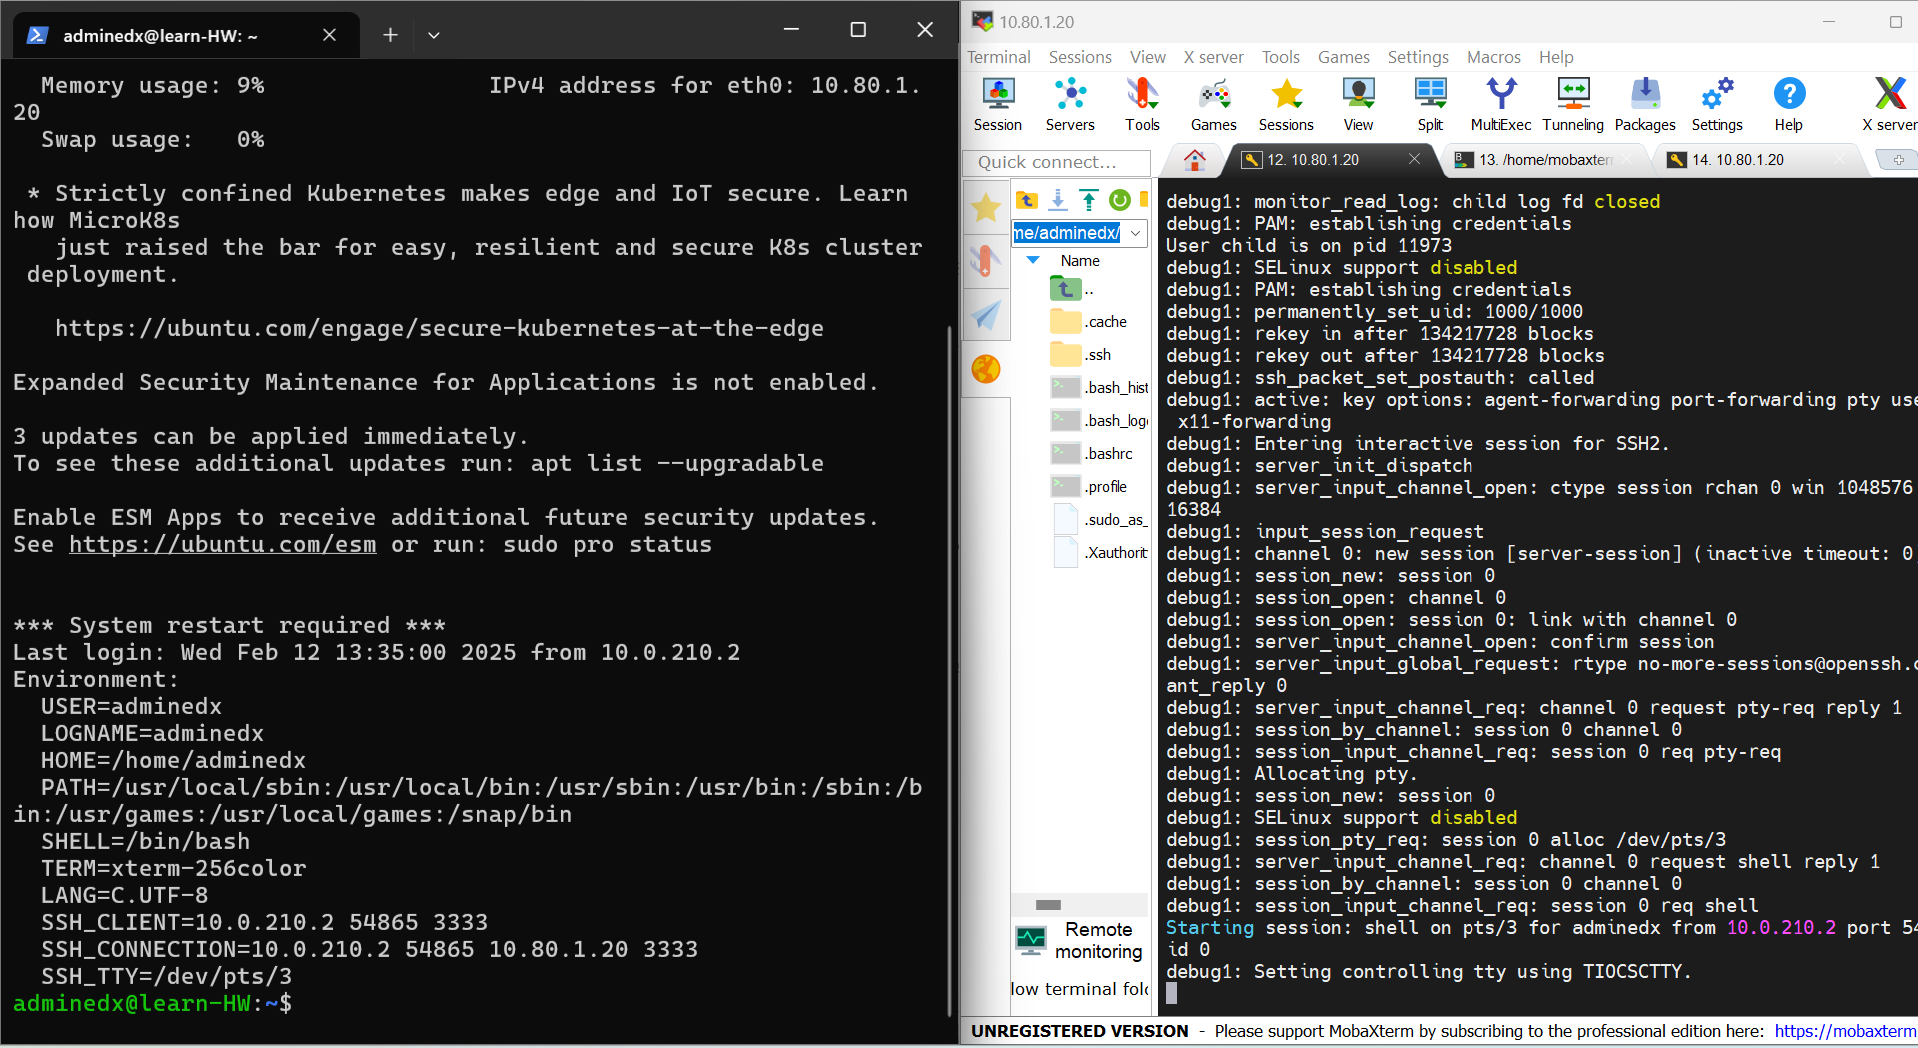 adminedx@learn-HW: ~
Memory usage: 9%                IPv4 address for eth0: 10.80.1.
20
Swap usage:   0%
* Strictly confined Kubernetes makes edge and IoT secure. Learn
how MicroK8s
just raised the bar for easy, resilient and secure K8s cluster
deployment.
https://ubuntu.com/engage/secure-kubernetes-at-the-edge
Expanded Security Maintenance for Applications is not enabled.
3 updates can be applied immediately.
To see these additional updates run: apt list --upgradable
Enable ESM Apps to receive additional future security updates.
See https://ubuntu.com/esm or run: sudo pro status
*** System restart required ***
Last login: Wed Feb 12 13:35:00 2025 from 10.0.210.2
Environment:
USER=adminedx
LOGNAME=adminedx
HOME=/home/adminedx
PATH=/usr/local/sbin:/usr/local/bin:/usr/sbin:/usr/bin:/sbin:/b
in:/usr/games:/usr/local/games:/snap/bin
SHELL=/bin/bash
TERM=xterm-256color
LANG=C.UTF-8
SSH_CLIENT=10.0.210.2 54865 3333
SSH_CONNECTION=10.0.210.2 54865 10.80.1.20 3333
SSH_TTY=/dev/pts/3
adminedx@learn-HW:~$
10.80.1.20
Terminal Sessions View X server Tools Games Settings Macros Help
Session Servers Tools Games Sessions View Split MultiExec Tunneling Packages Settings Help X server
Quick connect...
12. 10.80.1.20
13. /home/mobaxterm
14. 10.80.1.20
me/adminedx/
Name
..
.cache
.ssh
.bash_hist
.bash_logo
.bashrc
.profile
.sudo_as_
.Xauthorit
Remote
monitoring
low terminal fold
debug1: monitor_read_log: child log fd closed
debug1: PAM: establishing credentials
User child is on pid 11973
debug1: SELinux support disabled
debug1: PAM: establishing credentials
debug1: permanently_set_uid: 1000/1000
debug1: rekey in after 134217728 blocks
debug1: rekey out after 134217728 blocks
debug1: ssh_packet_set_postauth: called
debug1: active: key options: agent-forwarding port-forwarding pty use
x11-forwarding
debug1: Entering interactive session for SSH2.
debug1: server_init_dispatch
debug1: server_input_channel_open: ctype session rchan 0 win 1048576
16384
debug1: input_session_request
debug1: channel 0: new session [server-session] (inactive timeout: 0
debug1: session_new: session 0
debug1: session_open: channel 0
debug1: session_open: session 0: link with channel 0
debug1: server_input_channel_open: confirm session
debug1: server_input_global_request: rtype no-more-sessions@openssh.c
ant_reply 0
debug1: server_input_channel_req: channel 0 request pty-req reply 1
debug1: session_by_channel: session 0 channel 0
debug1: session_input_channel_req: session 0 req pty-req
debug1: Allocating pty.
debug1: session_new: session 0
debug1: SELinux support disabled
debug1: session_pty_req: session 0 alloc /dev/pts/3
debug1: server_input_channel_req: channel 0 request shell reply 1
debug1: session_by_channel: session 0 channel 0
debug1: session_input_channel_req: session 0 req shell
Starting session: shell on pts/3 for adminedx from 10.0.210.2 port 54
id 0
debug1: Setting controlling tty using TIOCSCTTY.
UNREGISTERED VERSION - Please support MobaXterm by subscribing to the professional edition here: https://mobaxterm